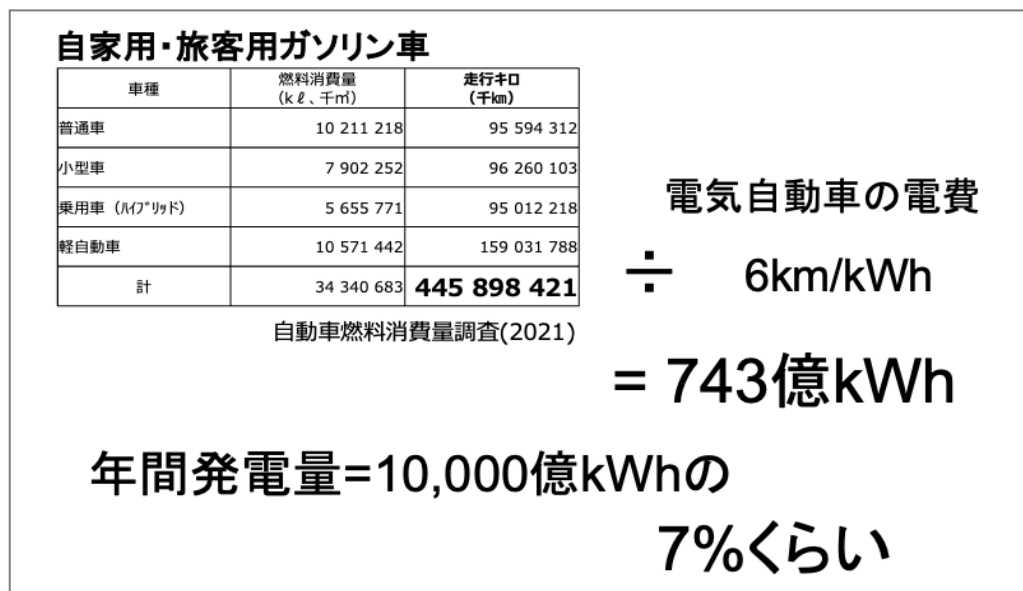 自家用・旅客用ガソリン車
車種 燃料消費量 (kℓ、千㎥) 走行キロ (千㎞)
普通車 10 211 218 95 594 312
小型車 7 902 252 96 260 103
乗用車（ﾊｲﾌﾞﾘｯﾄﾞ） 5 655 771 95 012 218
軽自動車 10 571 442 159 031 788
計 34 340 683 445 898 421
自動車燃料消費量調査(2021)
電気自動車の電費
÷ 6km/kWh
= 743億kWh
年間発電量=10,000億kWhの
7%くらい